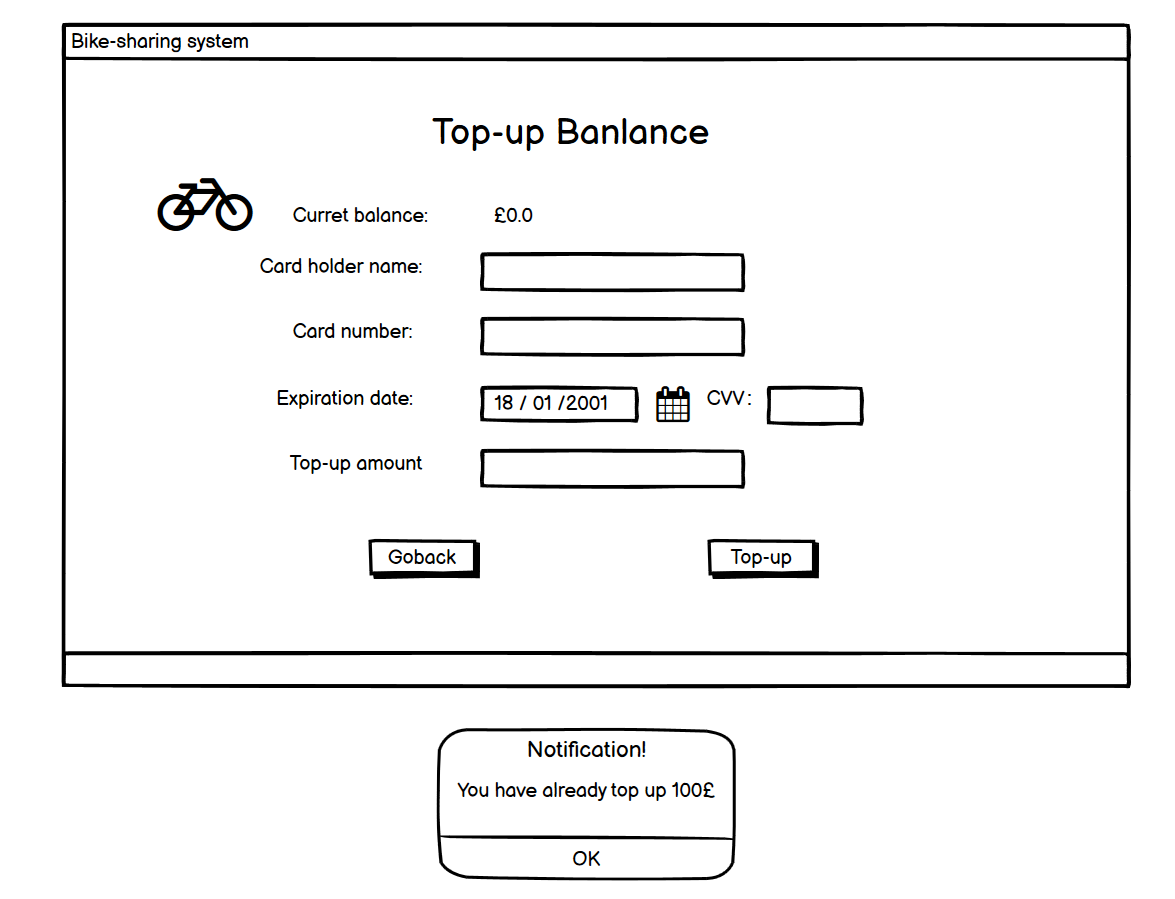 Bike-sharing system
Top-up Banlance
Curret balance: £0.0
Card holder name:
Card number:
Expiration date: 18 / 01 /2001 CVV:
Top-up amount
Goback Top-up
Notification!
You have already top up 100£
OK